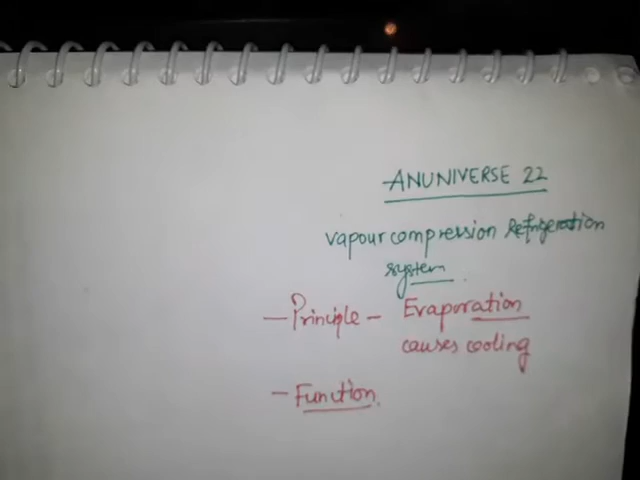 ANUNIVERSE 22
vapour compression Refrigeration
system
- Principle - Evaporation
causes cooling
- Function.